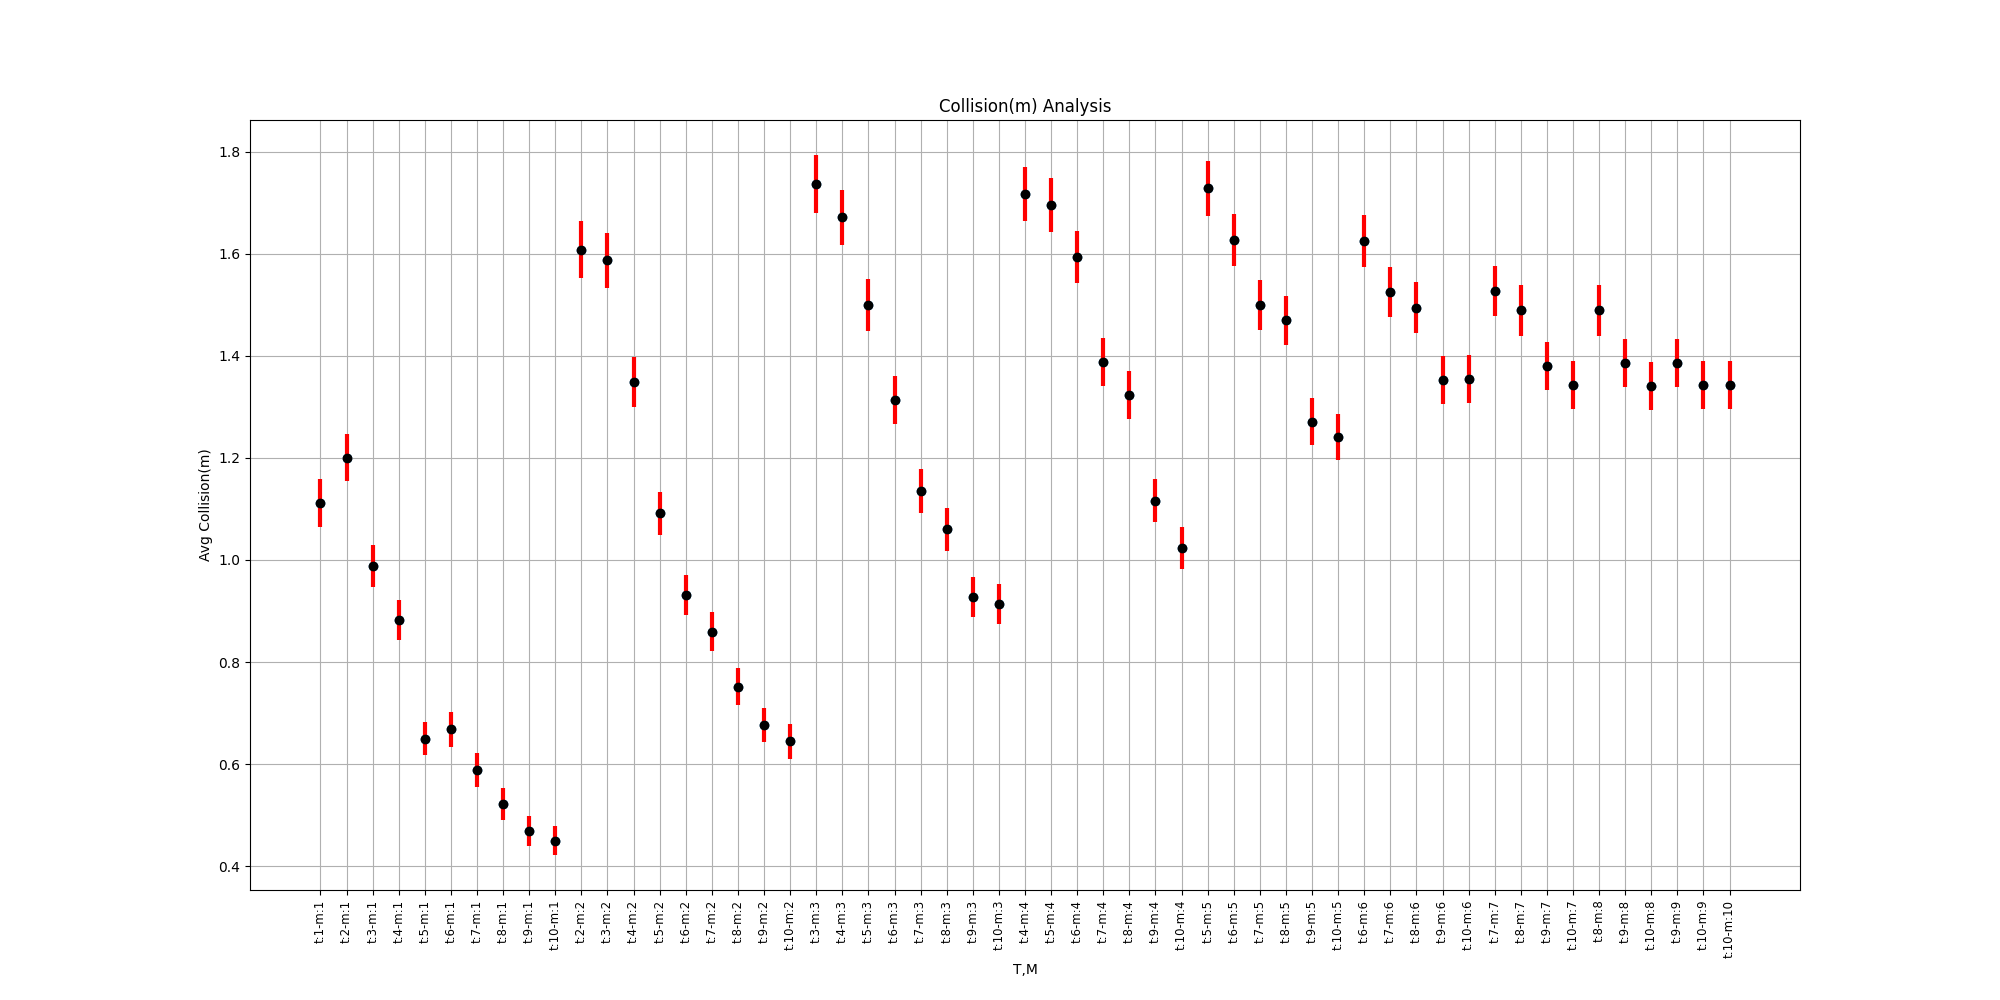 Collision(m) Analysis
Avg Collision(m)
1.8
1.6
1.4
1.2
1.0
0.8
0.6
0.4
t:1-m:1
t:2-m:1
t:3-m:1
t:4-m:1
t:5-m:1
t:6-m:1
t:7-m:1
t:8-m:1
t:9-m:1
t:10-m:1
t:2-m:2
t:3-m:2
t:4-m:2
t:5-m:2
t:6-m:2
t:7-m:2
t:8-m:2
t:9-m:2
t:10-m:2
t:3-m:3
t:4-m:3
t:5-m:3
t:6-m:3
t:7-m:3
t:8-m:3
t:9-m:3
t:10-m:3
t:4-m:4
t:5-m:4
t:6-m:4
t:7-m:4
t:8-m:4
t:9-m:4
t:10-m:4
t:5-m:5
t:6-m:5
t:7-m:5
t:8-m:5
t:9-m:5
t:10-m:5
t:6-m:6
t:7-m:6
t:8-m:6
t:9-m:6
t:10-m:6
t:7-m:7
t:8-m:7
t:9-m:7
t:10-m:7
t:8-m:8
t:9-m:8
t:10-m:8
t:9-m:9
t:10-m:9
t:10-m:10
T,M